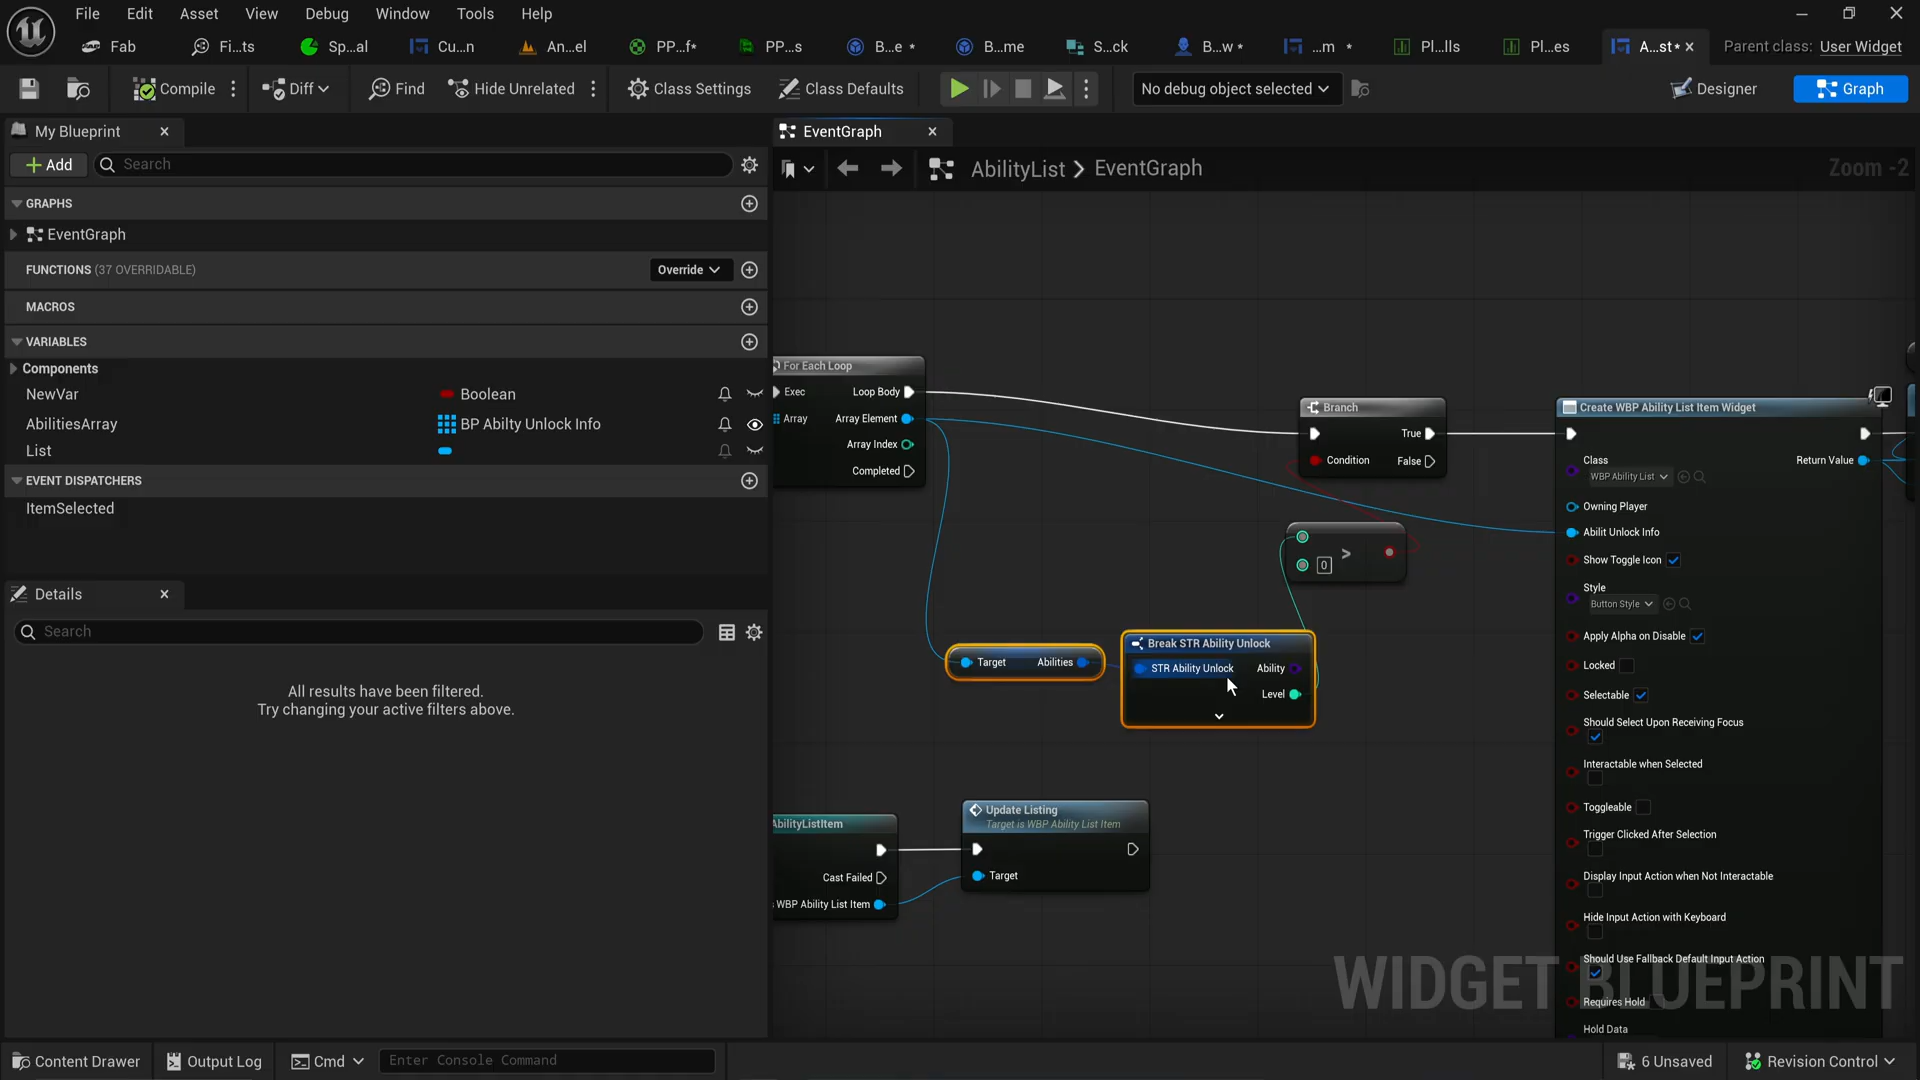 File Edit Asset View Debug Window Tools Help
Fab Fi...ts Sp...al Cu...n An...el PP...f* PP...s B...e * B...me S...ck B...w * ...m * Pl...lls Pl...es A...st * Parent class: User Widget
Compile Diff Find Hide Unrelated Class Settings Class Defaults No debug object selected Designer Graph
My Blueprint
Add Search
GRAPHS
EventGraph
FUNCTIONS (37 OVERRIDABLE) Override
MACROS
VARIABLES
Components
NewVar Boolean
AbilitiesArray BP Abilty Unlock Info
List
EVENT DISPATCHERS
ItemSelected
Details
Search
All results have been filtered.
Try changing your active filters above.
EventGraph
AbilityList > EventGraph Zoom -2
For Each Loop
Exec Loop Body
Array Array Element
Array Index
Completed
Branch
True
Condition False
0 >
Target Abilities
Break STR Ability Unlock
STR Ability Unlock Ability
Level
AbilityListItem
Cast Failed
WBP Ability List Item
Update Listing
Target is WBP Ability List Item
Target
Create WBP Ability List Item Widget
Class Return Value
WBP Ability List
Owning Player
Abilit Unlock Info
Show Toggle Icon
Style
Button Style
Apply Alpha on Disable
Locked
Selectable
Should Select Upon Receiving Focus
Interactable when Selected
Toggleable
Trigger Clicked After Selection
Display Input Action when Not Interactable
Hide Input Action with Keyboard
Should Use Fallback Default Input Action
Requires Hold
Hold Data
WIDGET BLUEPRINT
Content Drawer Output Log Cmd Enter Console Command 6 Unsaved Revision Control